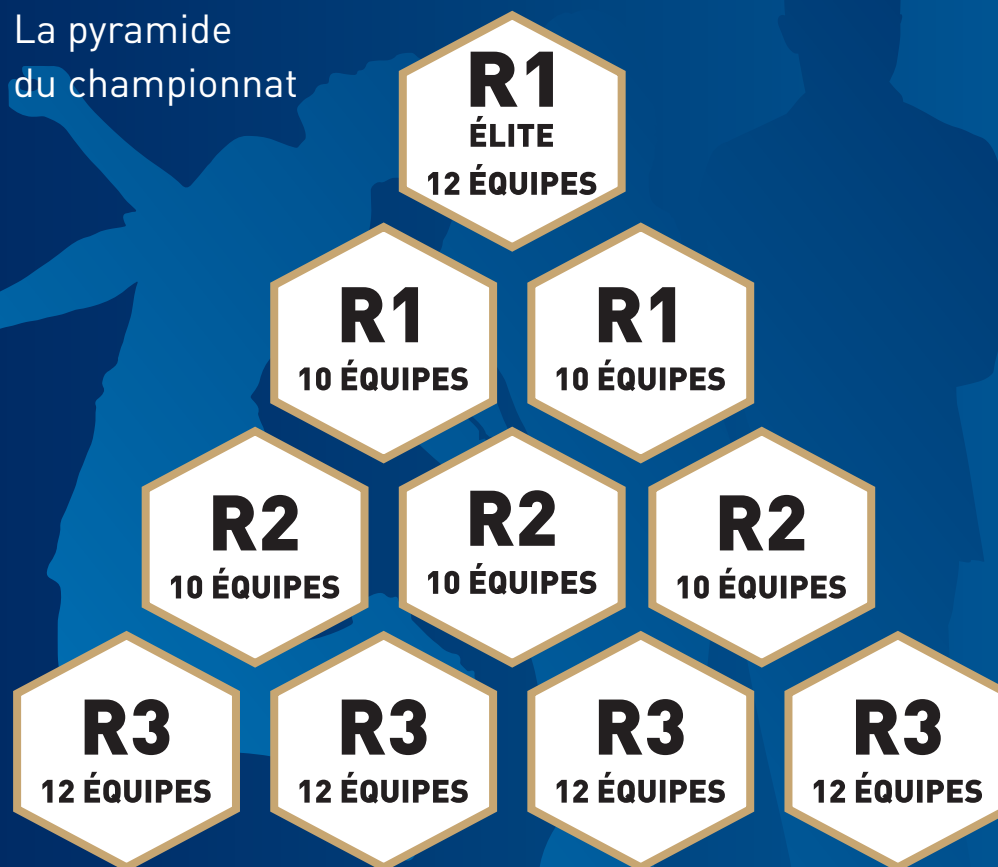 La pyramide
du championnat
R1
ÉLITE
12 ÉQUIPES
R1
10 ÉQUIPES
R1
10 ÉQUIPES
R2
10 ÉQUIPES
R2
10 ÉQUIPES
R2
10 ÉQUIPES
R3
12 ÉQUIPES
R3
12 ÉQUIPES
R3
12 ÉQUIPES
R3
12 ÉQUIPES